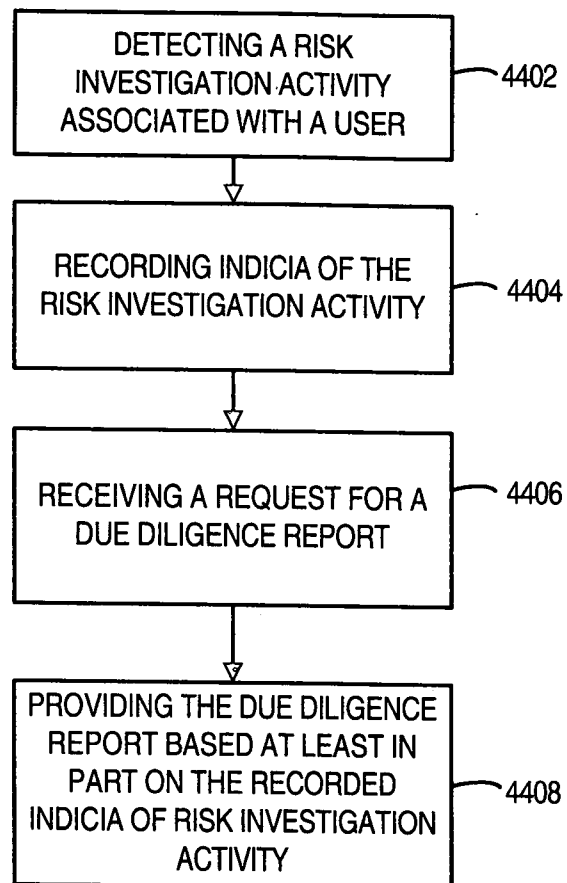 DETECTING A RISK
INVESTIGATION ACTIVITY
ASSOCIATED WITH A USER
4402
RECORDING INDICIA OF THE
RISK INVESTIGATION ACTIVITY
4404
RECEIVING A REQUEST FOR A
DUE DILIGENCE REPORT
4406
PROVIDING THE DUE DILIGENCE
REPORT BASED AT LEAST IN
PART ON THE RECORDED
INDICIA OF RISK INVESTIGATION
ACTIVITY
4408